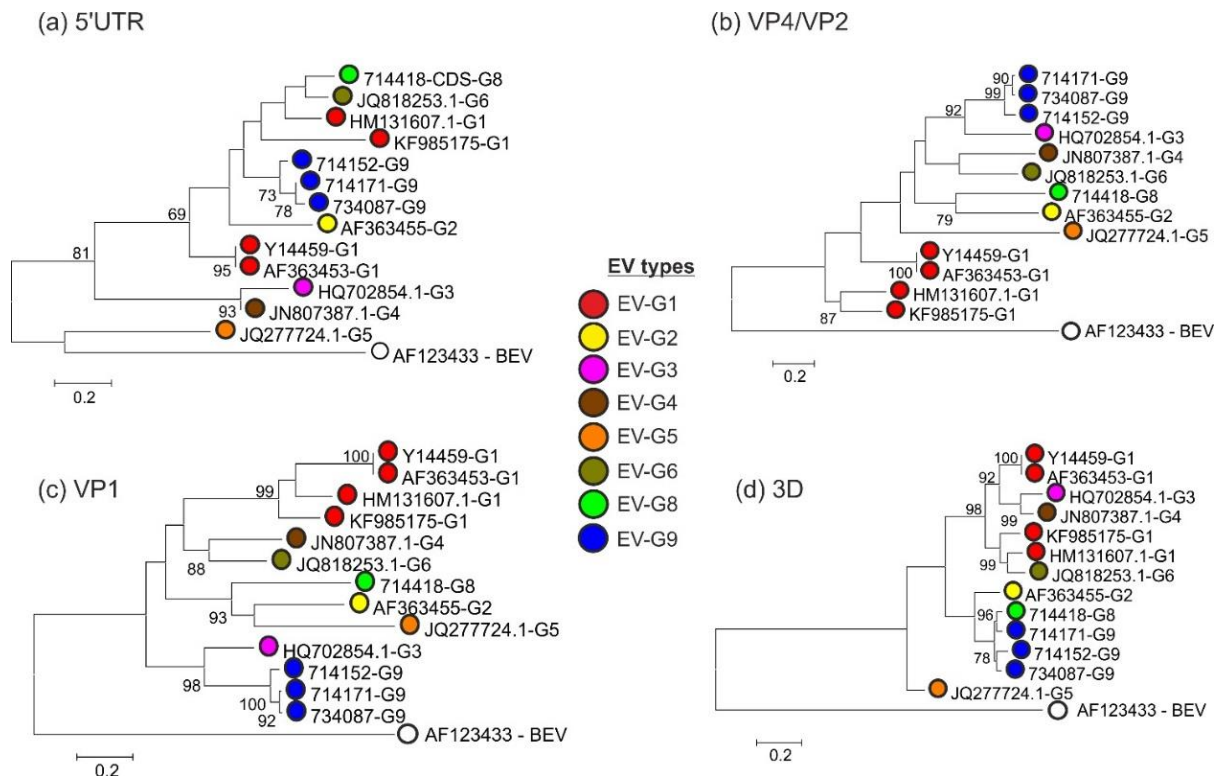 (a) 5'UTR
714418-CDS-G8
JQ818253.1-G6
HM131607.1-G1
KF985175-G1
714152-G9
714171-G9
73
734087-G9
78
69
AF363455-G2
81
Y14459-G1
95
AF363453-G1
HQ702854.1-G3
93
JN807387.1-G4
JQ277724.1-G5
AF123433 - BEV
0.2
(b) VP4/VP2
90
714171-G9
99
734087-G9
92
714152-G9
HQ702854.1-G3
JN807387.1-G4
JQ818253.1-G6
714418-G8
79
AF363455-G2
JQ277724.1-G5
Y14459-G1
100
AF363453-G1
HM131607.1-G1
87
KF985175-G1
AF123433 - BEV
0.2
EV types
EV-G1
EV-G2
EV-G3
EV-G4
EV-G5
EV-G6
EV-G8
EV-G9
(c) VP1
100
Y14459-G1
AF363453-G1
99
HM131607.1-G1
KF985175-G1
JN807387.1-G4
88
JQ818253.1-G6
714418-G8
93
AF363455-G2
JQ277724.1-G5
HQ702854.1-G3
98
714152-G9
100
714171-G9
92
734087-G9
AF123433 - BEV
0.2
(d) 3D
100
Y14459-G1
92
AF363453-G1
HQ702854.1-G3
98
99
JN807387.1-G4
KF985175-G1
HM131607.1-G1
99
JQ818253.1-G6
AF363455-G2
96
714418-G8
714171-G9
78
714152-G9
734087-G9
JQ277724.1-G5
AF123433 - BEV
0.2